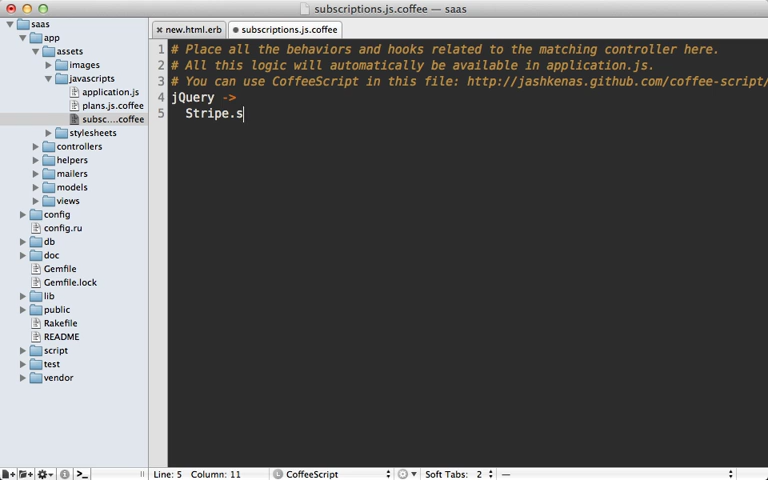 subscriptions.js.coffee — saas
saas
app
assets
images
javascripts
application.js
plans.js.coffee
subsc....coffee
stylesheets
controllers
helpers
mailers
models
views
config
config.ru
db
doc
Gemfile
Gemfile.lock
lib
public
Rakefile
README
script
test
vendor
new.html.erb
subscriptions.js.coffee
1 # Place all the behaviors and hooks related to the matching controller here.
2 # All this logic will automatically be available in application.js.
3 # You can use CoffeeScript in this file: http://jashkenas.github.com/coffee-script/
4 jQuery ->
5 Stripe.s
Line: 5 Column: 11
CoffeeScript
Soft Tabs: 2
—